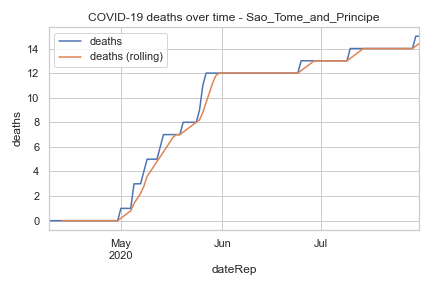 COVID-19 deaths over time - Sao_Tome_and_Principe
deaths
deaths (rolling)
14
12
10
8
6
4
2
0
deaths
May
2020
Jun
Jul
dateRep